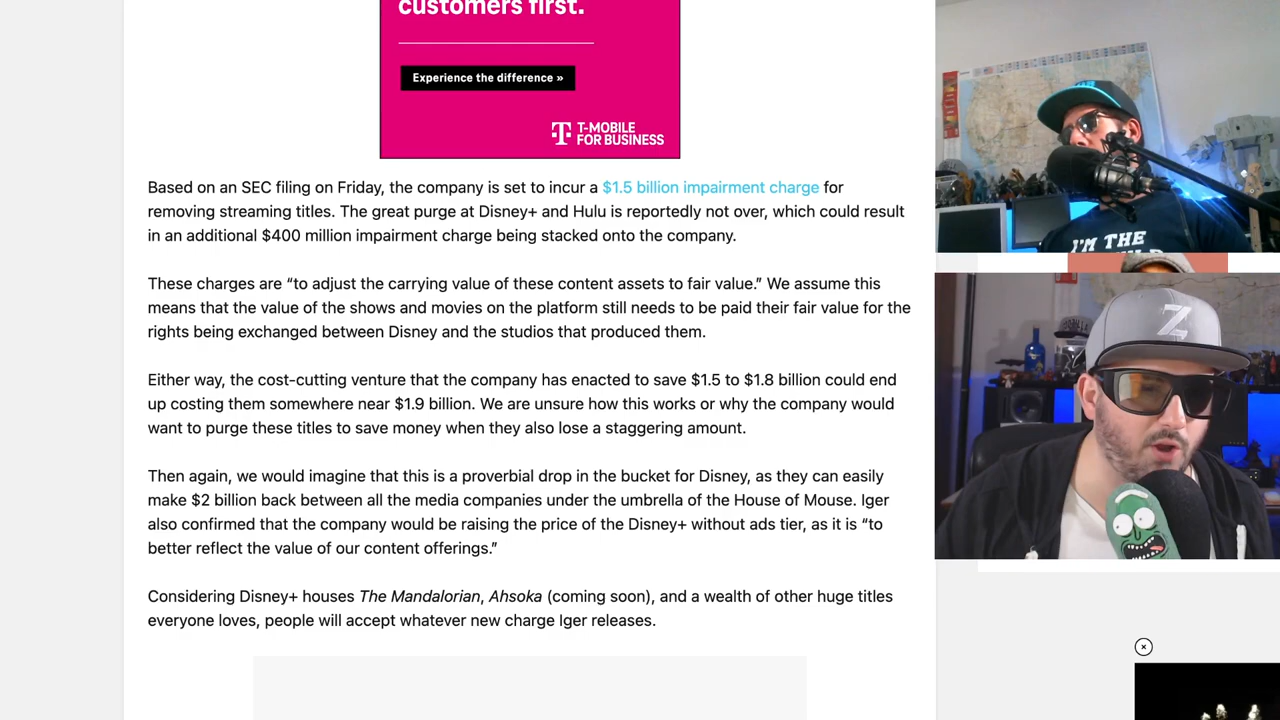 customers first.
Experience the difference »
T-MOBILE
FOR BUSINESS
Based on an SEC filing on Friday, the company is set to incur a $1.5 billion impairment charge for
removing streaming titles. The great purge at Disney+ and Hulu is reportedly not over, which could result
in an additional $400 million impairment charge being stacked onto the company.
These charges are “to adjust the carrying value of these content assets to fair value.” We assume this
means that the value of the shows and movies on the platform still needs to be paid their fair value for the
rights being exchanged between Disney and the studios that produced them.
Either way, the cost-cutting venture that the company has enacted to save $1.5 to $1.8 billion could end
up costing them somewhere near $1.9 billion. We are unsure how this works or why the company would
want to purge these titles to save money when they also lose a staggering amount.
Then again, we would imagine that this is a proverbial drop in the bucket for Disney, as they can easily
make $2 billion back between all the media companies under the umbrella of the House of Mouse. Iger
also confirmed that the company would be raising the price of the Disney+ without ads tier, as it is “to
better reflect the value of our content offerings.”
Considering Disney+ houses The Mandalorian, Ahsoka (coming soon), and a wealth of other huge titles
everyone loves, people will accept whatever new charge Iger releases.
I'M THE
Z